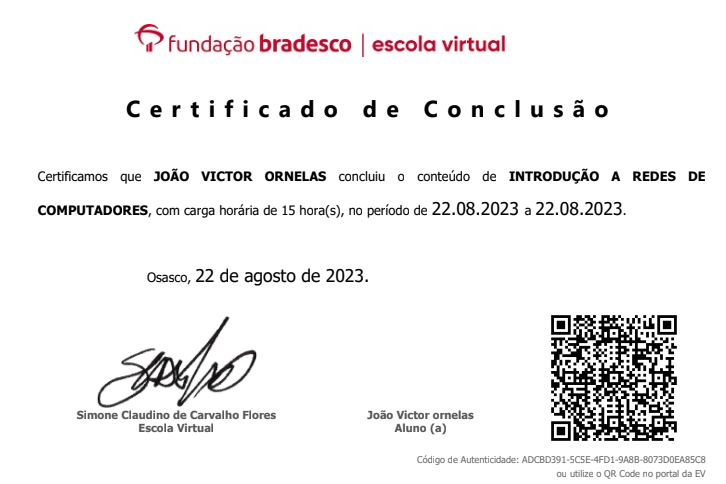 fundação bradesco | escola virtual
Certificado de Conclusão
Certificamos que JOÃO VICTOR ORNELAS concluiu o conteúdo de INTRODUÇÃO A REDES DE
COMPUTADORES, com carga horária de 15 hora(s), no período de 22.08.2023 a 22.08.2023.
Osasco, 22 de agosto de 2023.
Simone Claudino de Carvalho Flores
Escola Virtual
João Victor ornelas
Aluno (a)
Código de Autenticidade: ADCBD391-5C5E-4FD1-9A8B-8073D0EA85C8
ou utilize o QR Code no portal da EV